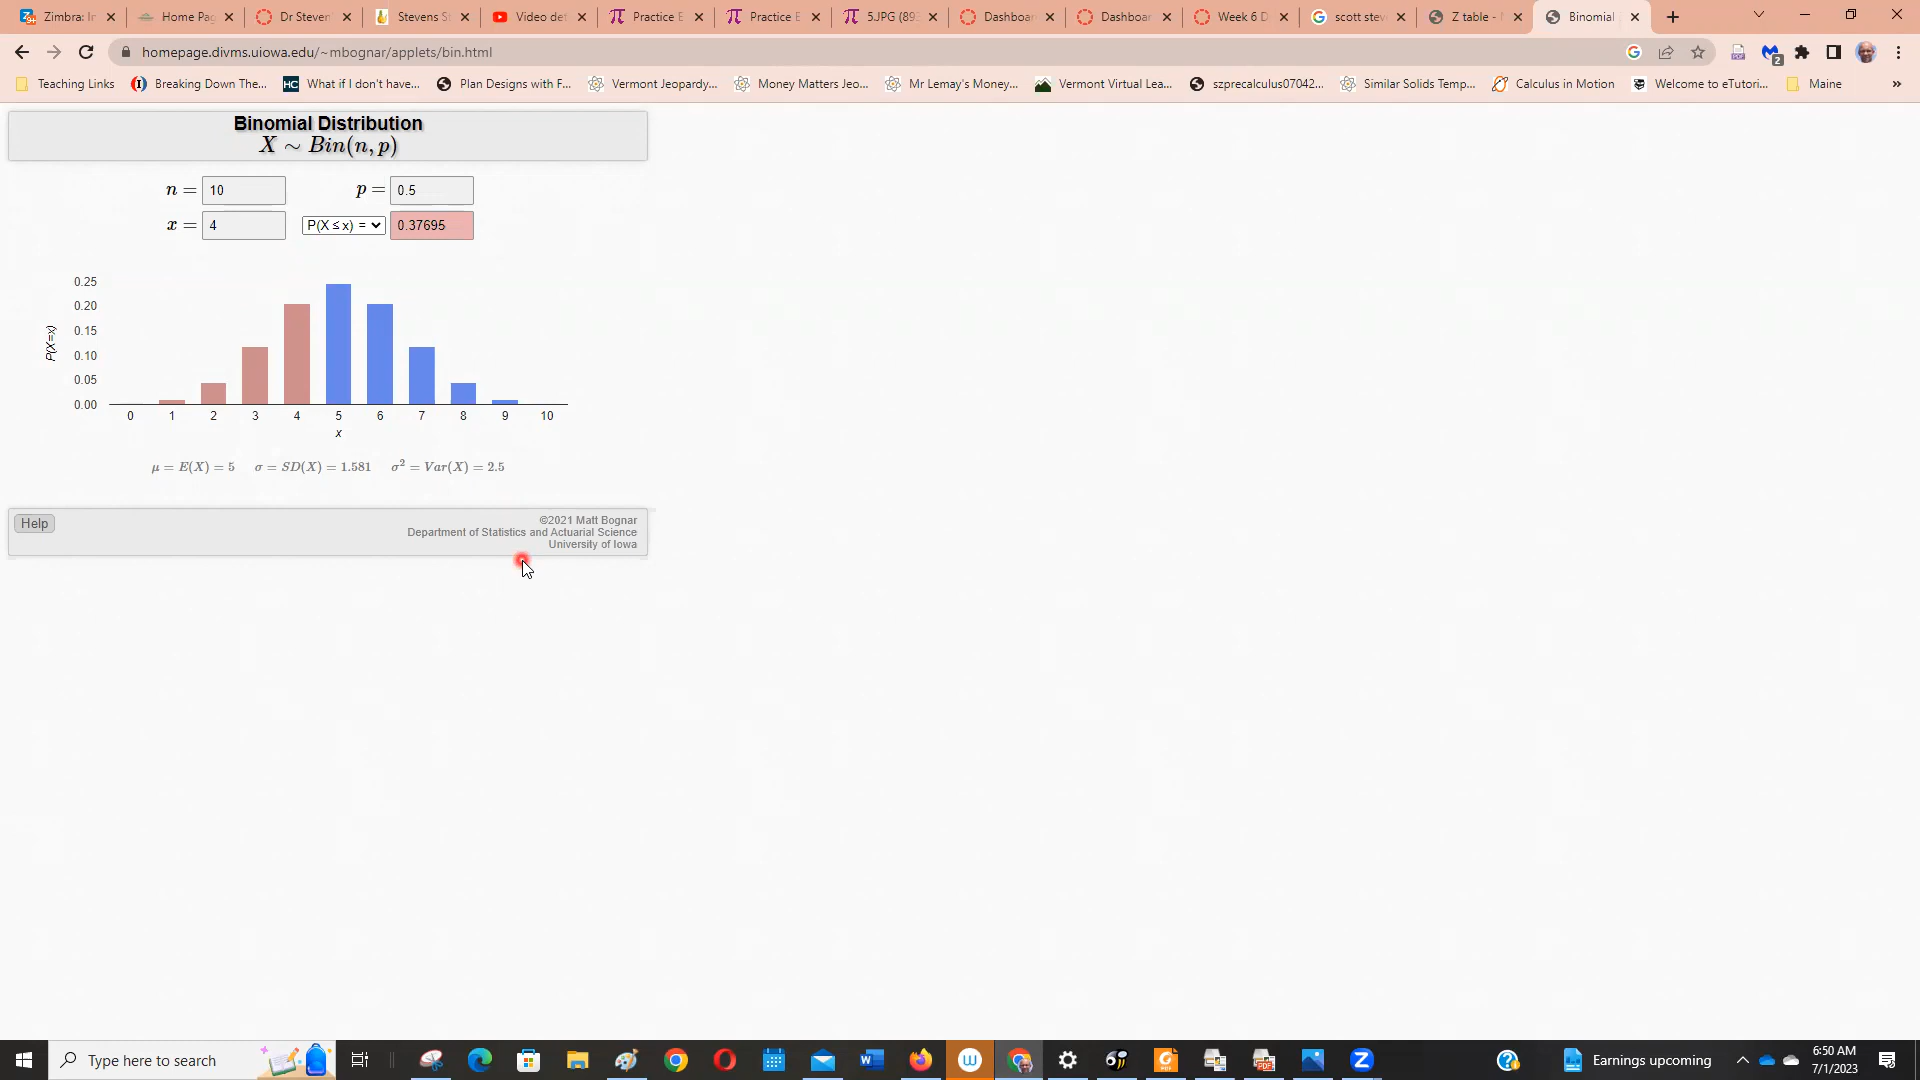 Zimbra: In
Home Pag
Dr Steven
Stevens St
Video det
Practice E
Practice E
5.JPG (893
Dashboar
Dashboar
Week 6 D
scott stev
Z table - N
Binomial
homepage.divms.uiowa.edu/~mbognar/applets/bin.html
2
Teaching Links
Breaking Down The...
HC
What if I don't have...
Plan Designs with F...
Vermont Jeopardy...
Money Matters Jeo...
Mr Lemay's Money...
Vermont Virtual Lea...
szprecalculus07042...
Similar Solids Temp...
Calculus in Motion
Welcome to eTutori...
Maine
»
Binomial Distribution
X ∼ Bin(n, p)
n = 10
p = 0.5
x = 4
P(X ≤ x) = 0.37695
0.25
0.20
0.15
0.10
0.05
0.00
P(X=x)
0 1 2 3 4 5 6 7 8 9 10
x
μ = E(X) = 5 σ = SD(X) = 1.581 σ² = Var(X) = 2.5
Help
©2021 Matt Bognar
Department of Statistics and Actuarial Science
University of Iowa
Type here to search
Earnings upcoming
6:50 AM
7/1/2023